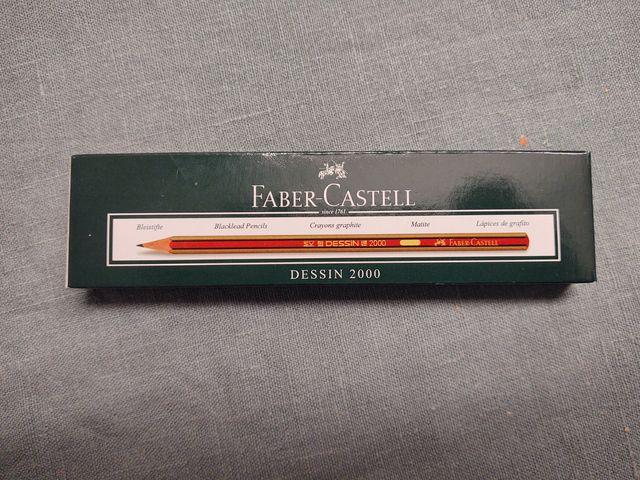 FABER-CASTELL
since 1761
Bleistifte Blacklead Pencils Crayons graphite Matite Lápices de grafito
DESSIN 2000 FABER-CASTELL
DESSIN 2000